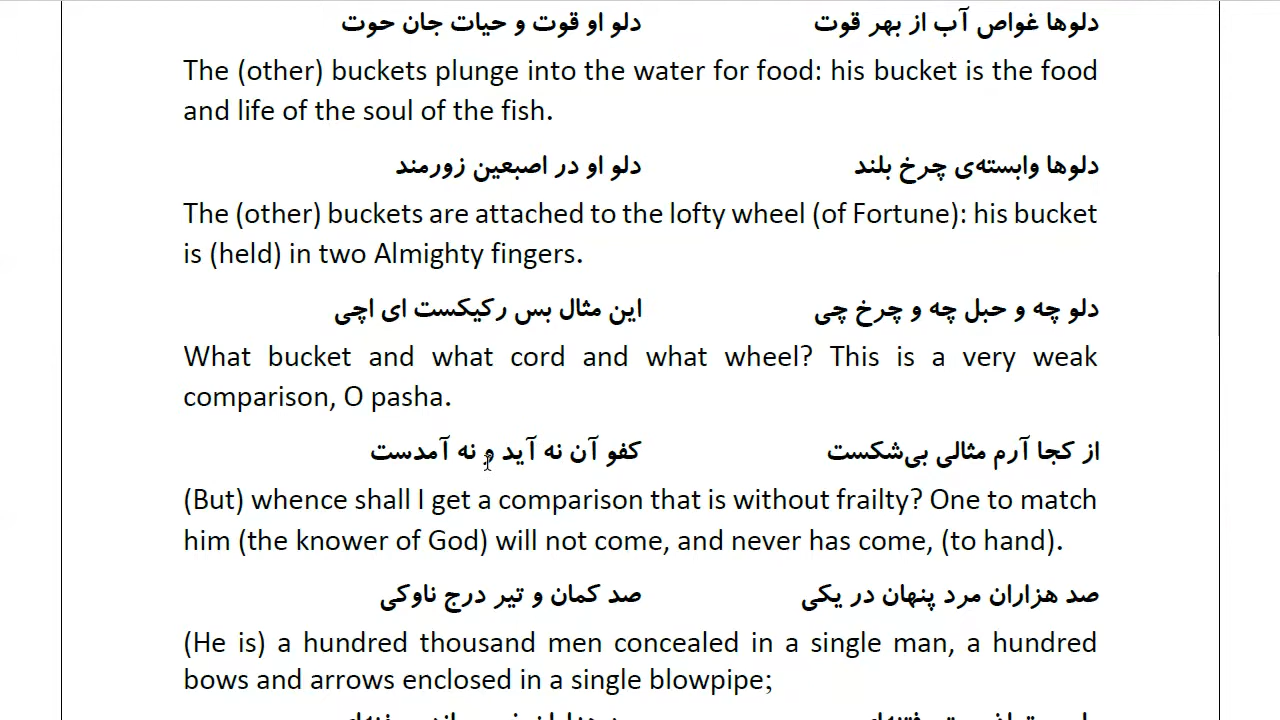 دلوها غواص آب از بهر قوت دلو او قوت و حیات جان حوت
The (other) buckets plunge into the water for food: his bucket is the food
and life of the soul of the fish.
دلوها وابسته‌ی چرخ بلند دلو او در اصبعین زورمند
The (other) buckets are attached to the lofty wheel (of Fortune): his bucket
is (held) in two Almighty fingers.
دلو چه و حبل چه و چرخ چی این مثال بس رکیکست ای اچی
What bucket and what cord and what wheel? This is a very weak
comparison, O pasha.
از کجا آرم مثالی بی‌شکست کفو آن نه آید و نه آمدست
(But) whence shall I get a comparison that is without frailty? One to match
him (the knower of God) will not come, and never has come, (to hand).
صد هزاران مرد پنهان در یکی صد کمان و تیر درج ناوکی
(He is) a hundred thousand men concealed in a single man, a hundred
bows and arrows enclosed in a single blowpipe;